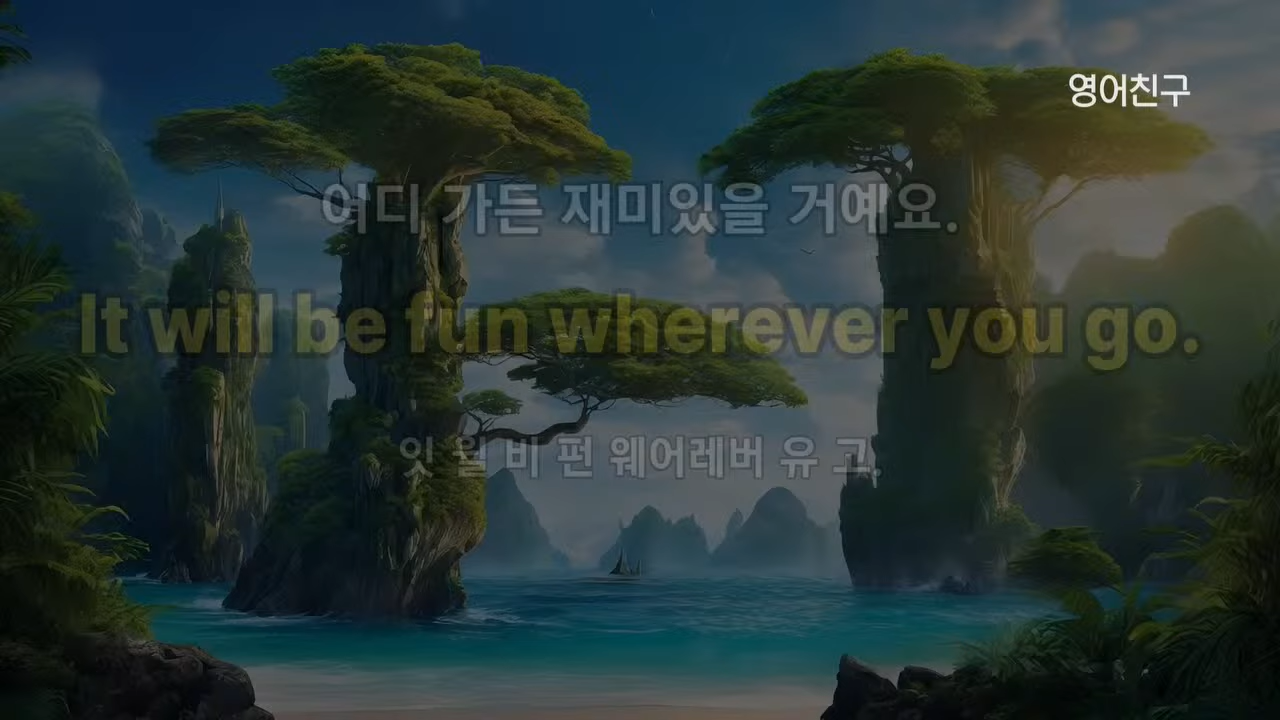 영어친구
어디 가든 재미있을 거예요.
It will be fun wherever you go.
잇 윌 비 펀 웨어레버 유 고.